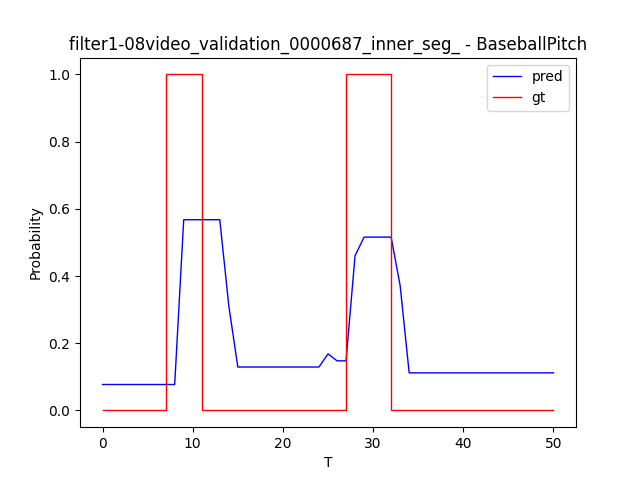 filter1-08video_validation_0000687_inner_seg_ - BaseballPitch
pred
gt
1.0
0.8
0.6
0.4
0.2
0.0
Probability
0
10
20
30
40
50
T